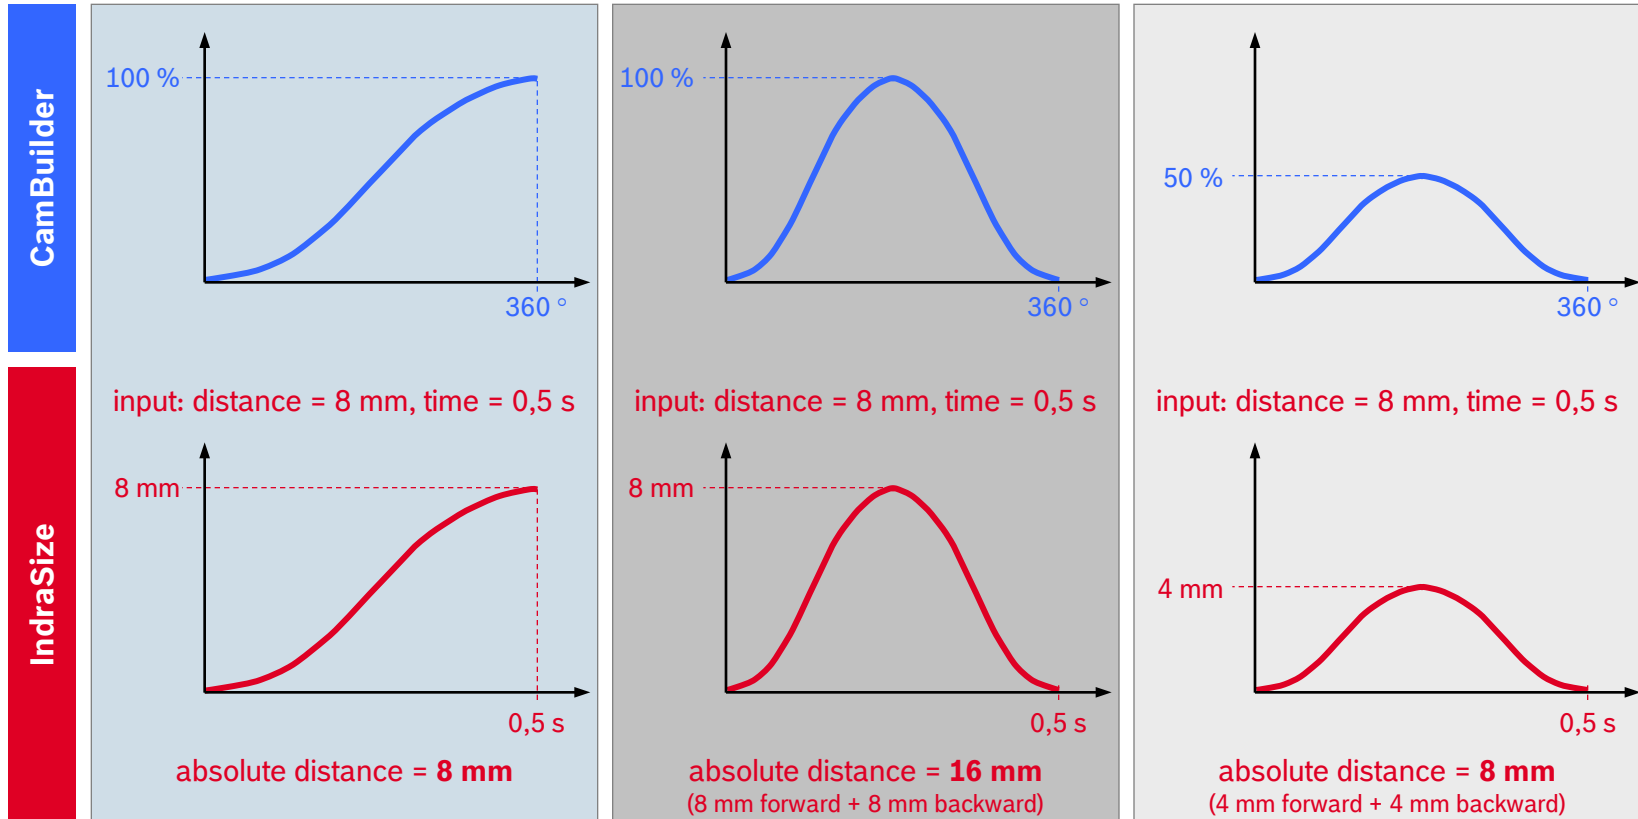 CamBuilder
100 %
360 °
100 %
360 °
50 %
360 °
IndraSize
input: distance = 8 mm, time = 0,5 s
8 mm
0,5 s
absolute distance = 8 mm
input: distance = 8 mm, time = 0,5 s
8 mm
0,5 s
absolute distance = 16 mm
(8 mm forward + 8 mm backward)
input: distance = 8 mm, time = 0,5 s
4 mm
0,5 s
absolute distance = 8 mm
(4 mm forward + 4 mm backward)